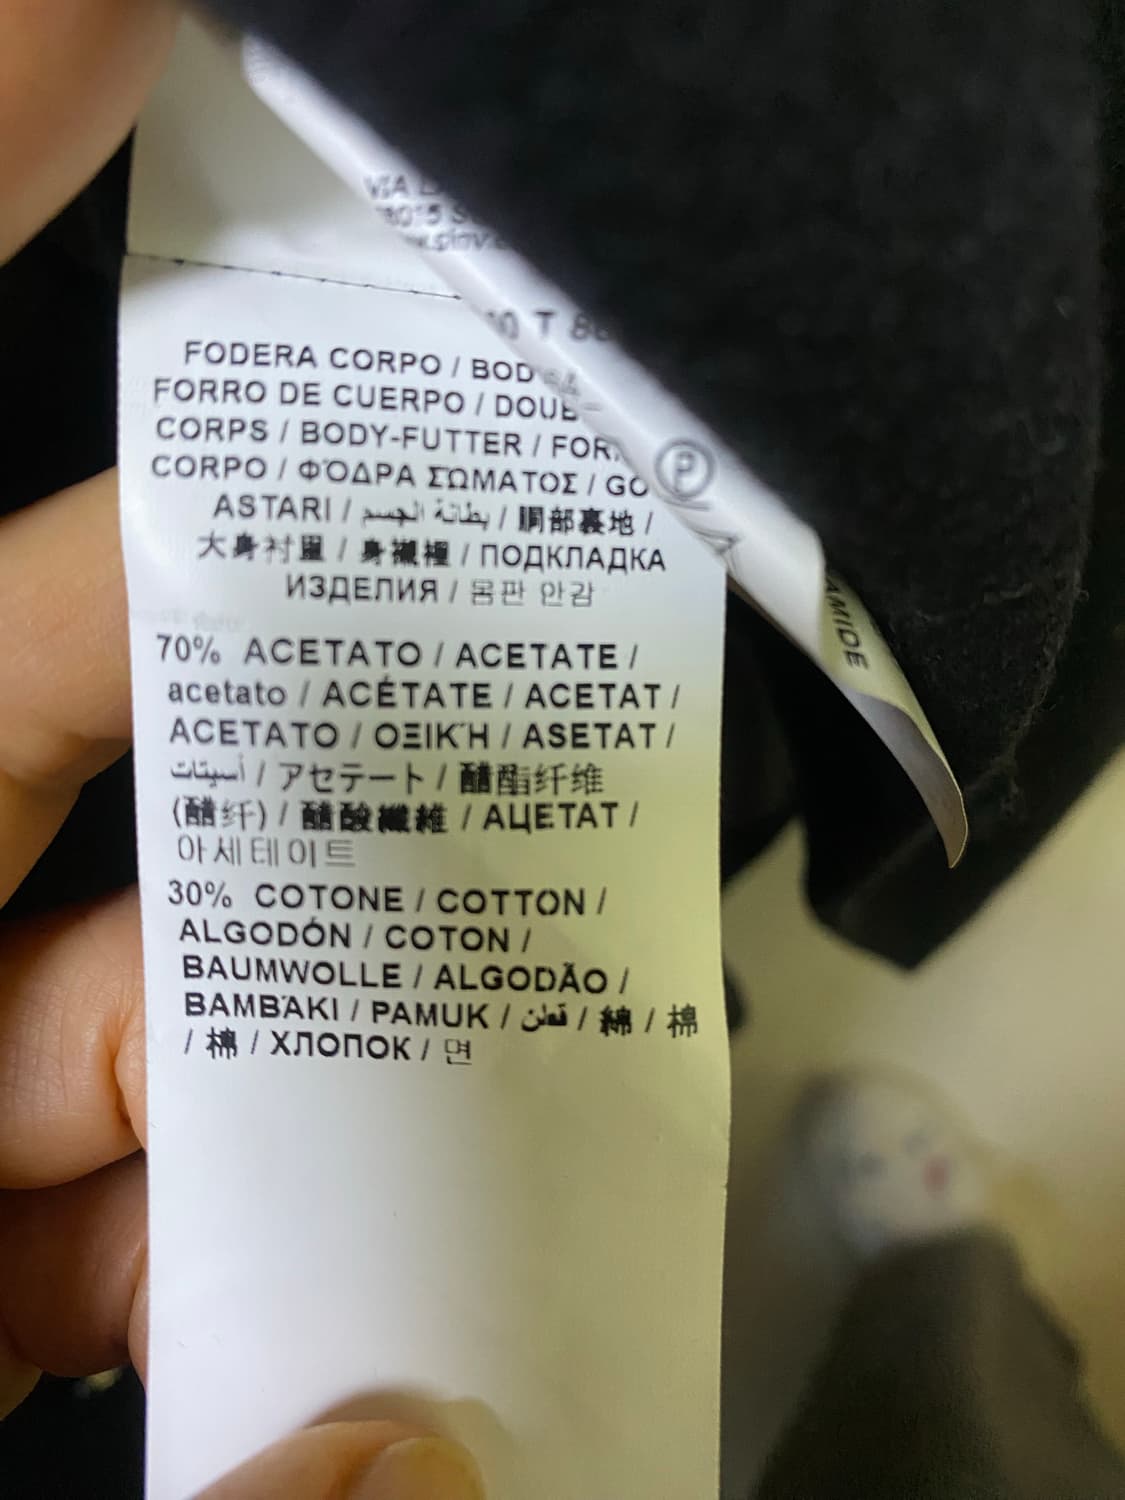 VIA
FODERA CORPO / BOD
FORRO DE CUERPO / DOUB
CORPS / BODY-FUTTER / FOR
CORPO / ΦΌΔΡΑ ΣΏΜΑΤΟΣ / GÖ
ASTARI / بطانة الجسم / 胴部裏地 /
大身衬里 / 身襯裡 / ПОДКЛАДКА
ИЗДЕЛИЯ / 몸판 안감
70% ACETATO / ACETATE /
acetato / ACÉTATE / ACETAT /
ACETATO / ΟΞΙΚΉ / ASETAT /
أسيتات / アセテート / 醋酯纤维
(醋纤) / 醋酸纖維 / АЦЕТАТ /
아세테이트
30% COTONE / COTTON /
ALGODÓN / COTON /
BAUMWOLLE / ALGODÃO /
ΒΑΜΒΆΚΙ / PAMUK / قطن / 綿 / 棉
/ 棉 / ХЛОПОК / 면
P
AMIDE